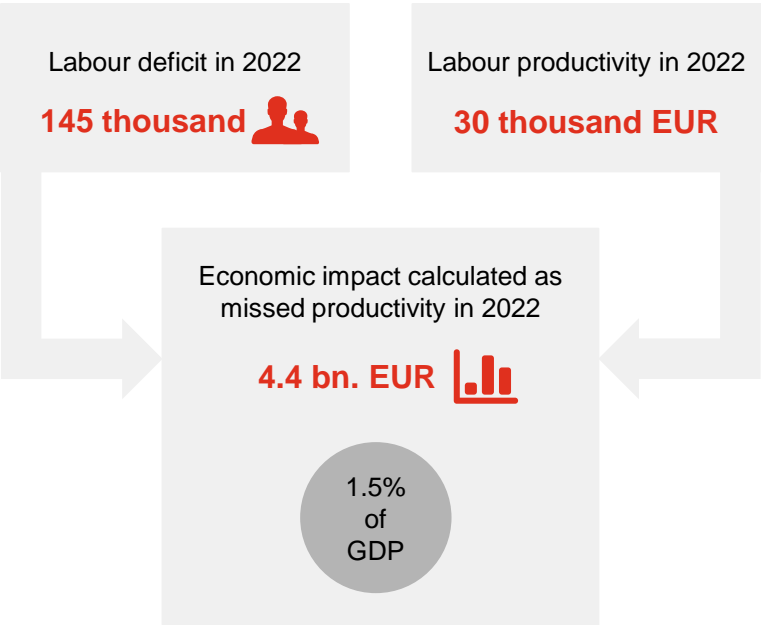 Labour deficit in 2022
145 thousand
Labour productivity in 2022
30 thousand EUR
Economic impact calculated as
missed productivity in 2022
4.4 bn. EUR
1.5%
of
GDP